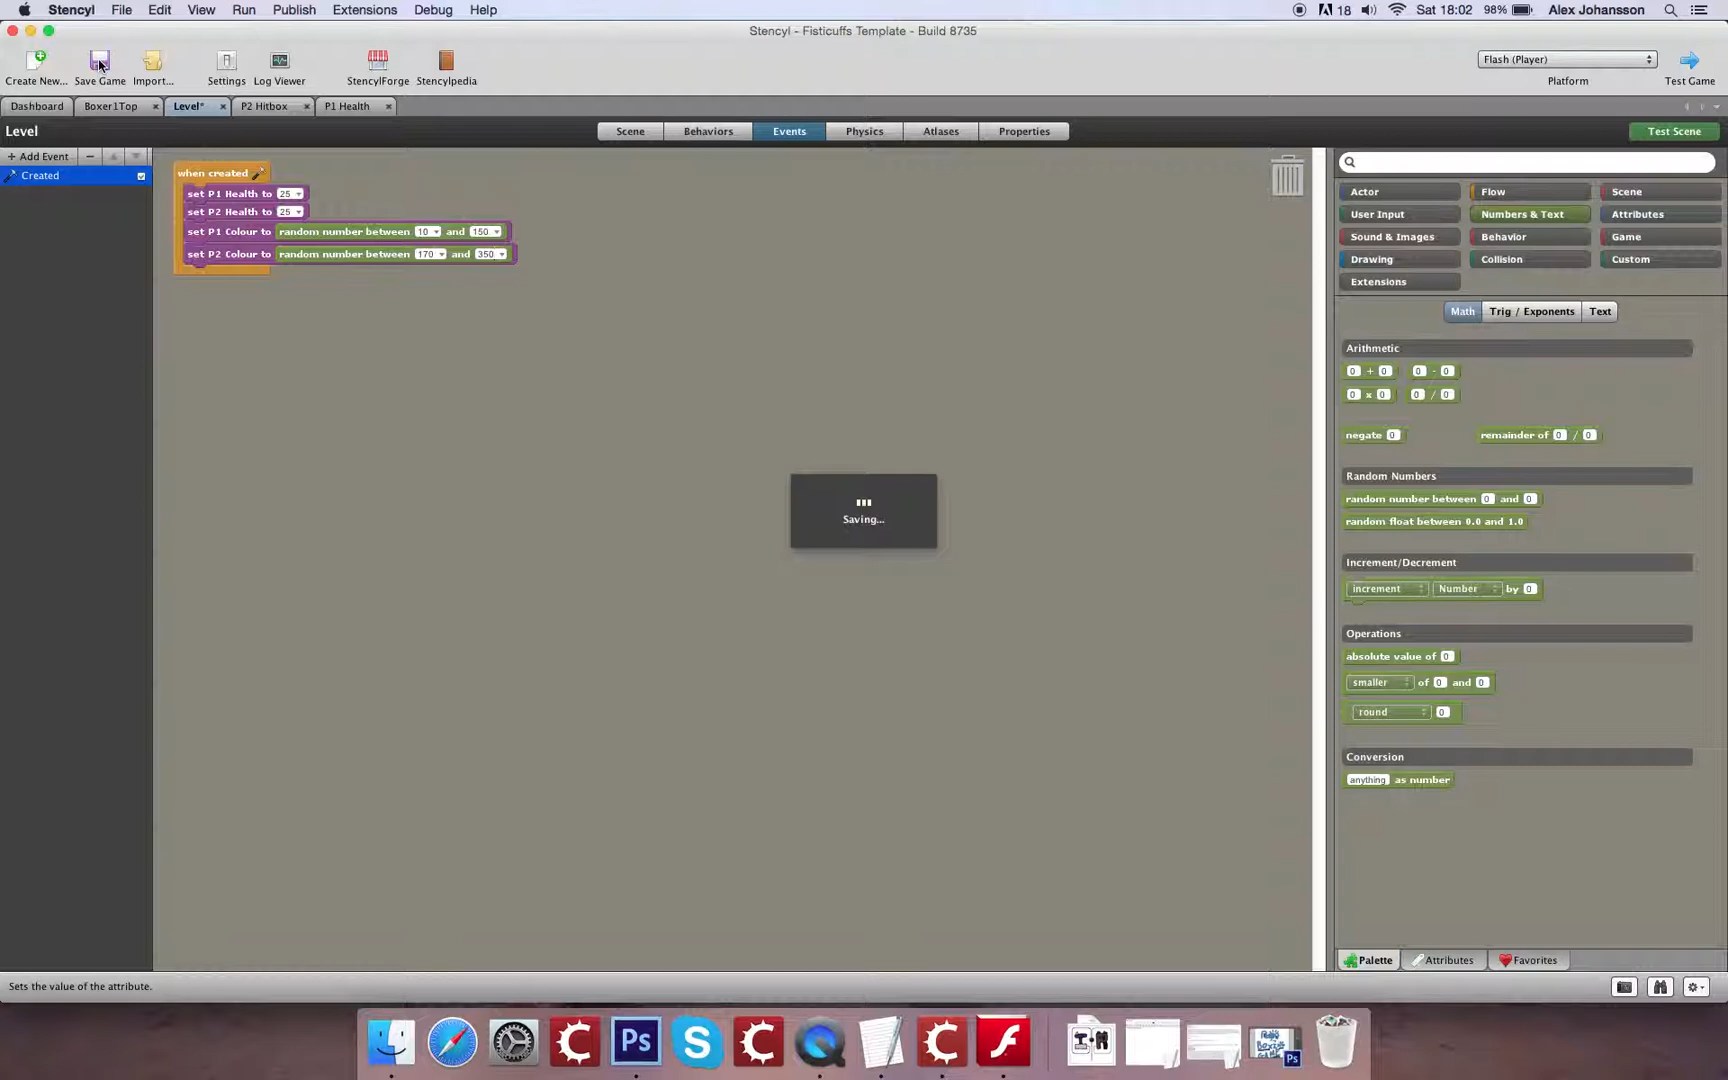 Stencyl File Edit View Run Publish Extensions Debug Help 18 Sat 18:02 98% Alex Johansson
Stencyl - Fisticuffs Template - Build 8735
Create New... Save Game Import... Settings Log Viewer StencylForge Stencylpedia Flash (Player) Platform Test Game
Dashboard Boxer1Top Level* P2 Hitbox P1 Health
Level Scene Behaviors Events Physics Atlases Properties Test Scene
+ Add Event
Created
when created
set P1 Health to 25
set P2 Health to 25
set P1 Colour to random number between 10 and 150
set P2 Colour to random number between 170 and 350
Saving...
Actor Flow Scene
User Input Numbers & Text Attributes
Sound & Images Behavior Game
Drawing Collision Custom
Extensions
Math Trig / Exponents Text
Arithmetic
0 + 0 0 - 0
0 x 0 0 / 0
negate 0 remainder of 0 / 0
Random Numbers
random number between 0 and 0
random float between 0.0 and 1.0
Increment/Decrement
increment Number by 0
Operations
absolute value of 0
smaller of 0 and 0
round 0
Conversion
anything as number
Palette Attributes Favorites
Sets the value of the attribute.
Ps
Ps